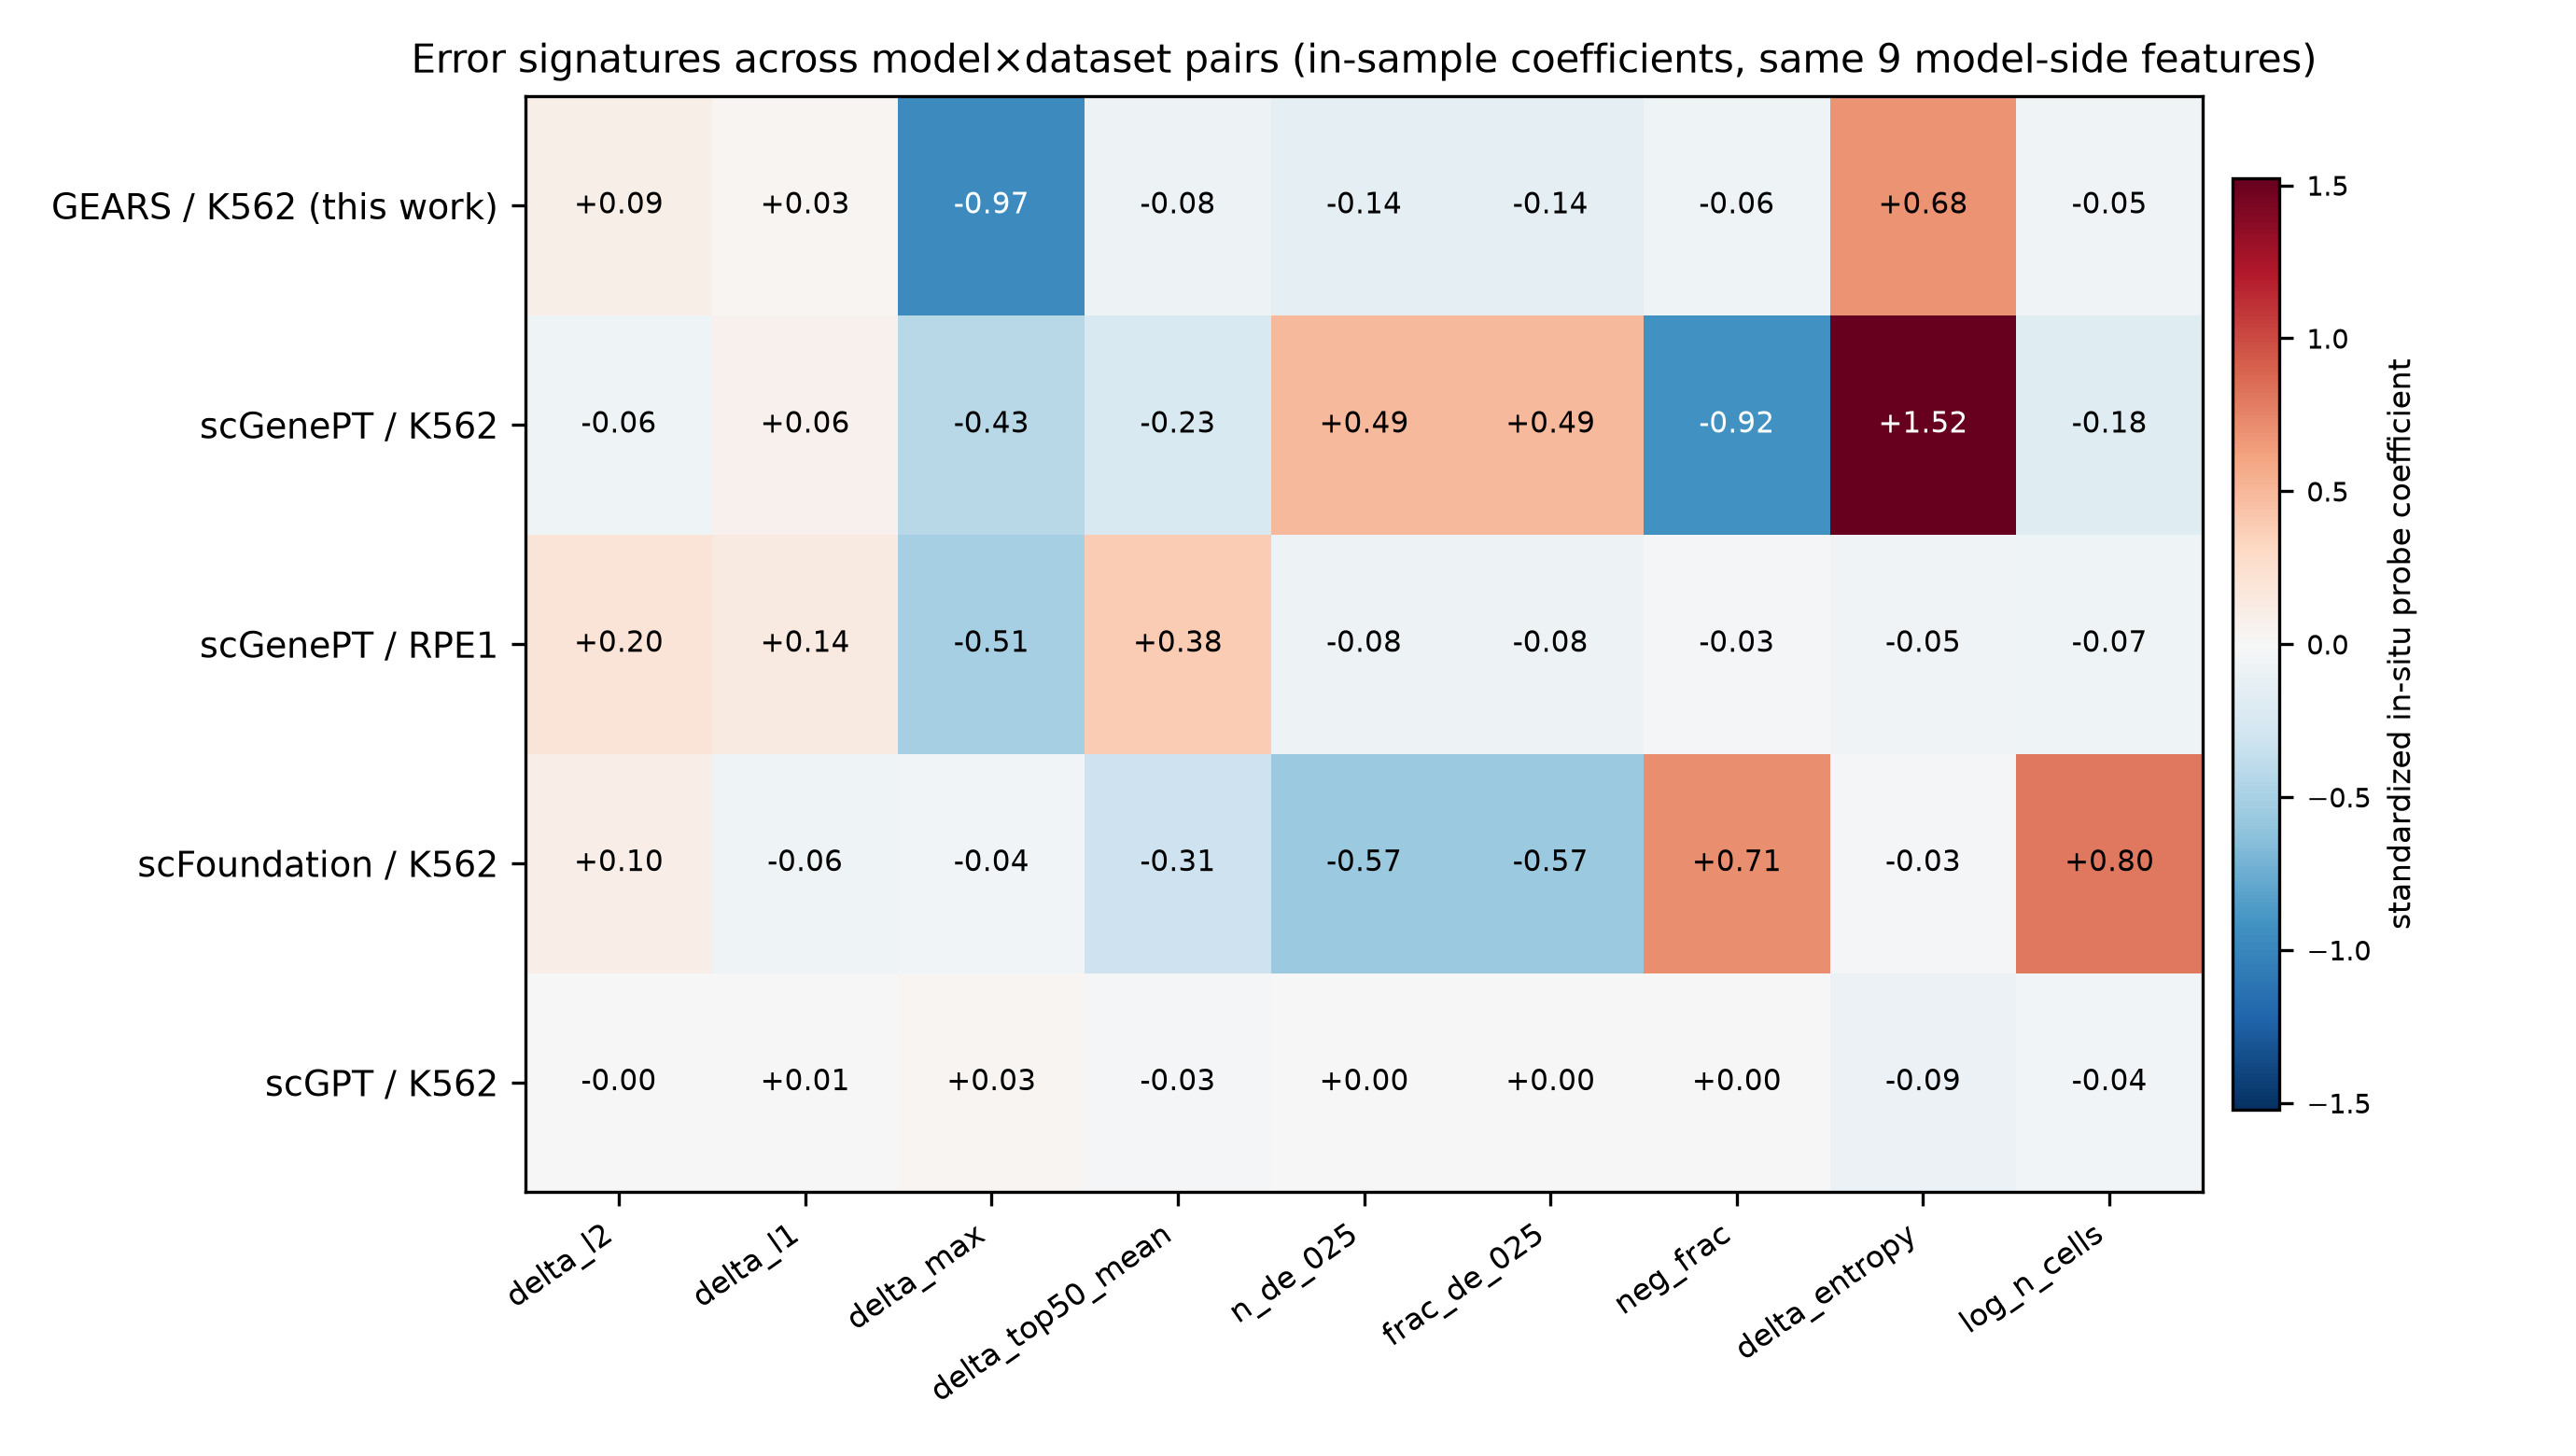 Error signatures across model×dataset pairs (in-sample coefficients, same 9 model-side features)
GEARS / K562 (this work)
+0.09 +0.03 -0.97 -0.08 -0.14 -0.14 -0.06 +0.68 -0.05
scGenePT / K562
-0.06 +0.06 -0.43 -0.23 +0.49 +0.49 -0.92 +1.52 -0.18
scGenePT / RPE1
+0.20 +0.14 -0.51 +0.38 -0.08 -0.08 -0.03 -0.05 -0.07
scFoundation / K562
+0.10 -0.06 -0.04 -0.31 -0.57 -0.57 +0.71 -0.03 +0.80
scGPT / K562
-0.00 +0.01 +0.03 -0.03 +0.00 +0.00 +0.00 -0.09 -0.04
delta_l2
delta_l1
delta_max
delta_top50_mean
n_de_025
frac_de_025
neg_frac
delta_entropy
log_n_cells
1.5
1.0
0.5
0.0
−0.5
−1.0
−1.5
standardized in-situ probe coefficient